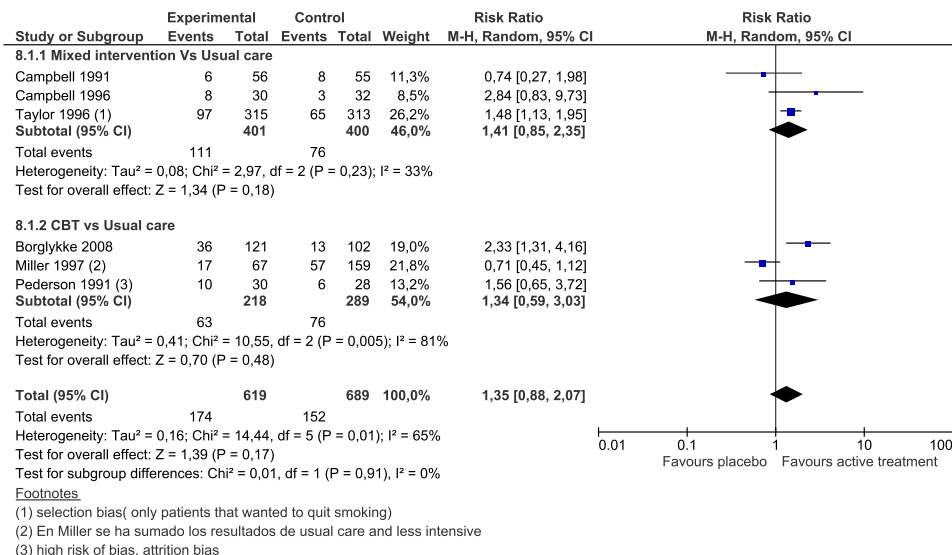 Experimental Control Risk Ratio Risk Ratio
Study or Subgroup Events Total Events Total Weight M-H, Random, 95% CI M-H, Random, 95% CI
8.1.1 Mixed intervention Vs Usual care
Campbell 1991 6 56 8 55 11,3% 0,74 [0,27, 1,98]
Campbell 1996 8 30 3 32 8,5% 2,84 [0,83, 9,73]
Taylor 1996 (1) 97 315 65 313 26,2% 1,48 [1,13, 1,95]
Subtotal (95% CI) 401 400 46,0% 1,41 [0,85, 2,35]
Total events 111 76
Heterogeneity: Tau² = 0,08; Chi² = 2,97, df = 2 (P = 0,23); I² = 33%
Test for overall effect: Z = 1,34 (P = 0,18)
8.1.2 CBT vs Usual care
Borglykke 2008 36 121 13 102 19,0% 2,33 [1,31, 4,16]
Miller 1997 (2) 17 67 57 159 21,8% 0,71 [0,45, 1,12]
Pederson 1991 (3) 10 30 6 28 13,2% 1,56 [0,65, 3,72]
Subtotal (95% CI) 218 289 54,0% 1,34 [0,59, 3,03]
Total events 63 76
Heterogeneity: Tau² = 0,41; Chi² = 10,55, df = 2 (P = 0,005); I² = 81%
Test for overall effect: Z = 0,70 (P = 0,48)
Total (95% CI) 619 689 100,0% 1,35 [0,88, 2,07]
Total events 174 152
Heterogeneity: Tau² = 0,16; Chi² = 14,44, df = 5 (P = 0,01); I² = 65%
Test for overall effect: Z = 1,39 (P = 0,17)
Test for subgroup differences: Chi² = 0,01, df = 1 (P = 0,91), I² = 0%
0.01 0.1 1 10 100
Favours placebo Favours active treatment
Footnotes
(1) selection bias( only patients that wanted to quit smoking)
(2) En Miller se ha sumado los resultados de usual care and less intensive
(3) high risk of bias. attrition bias